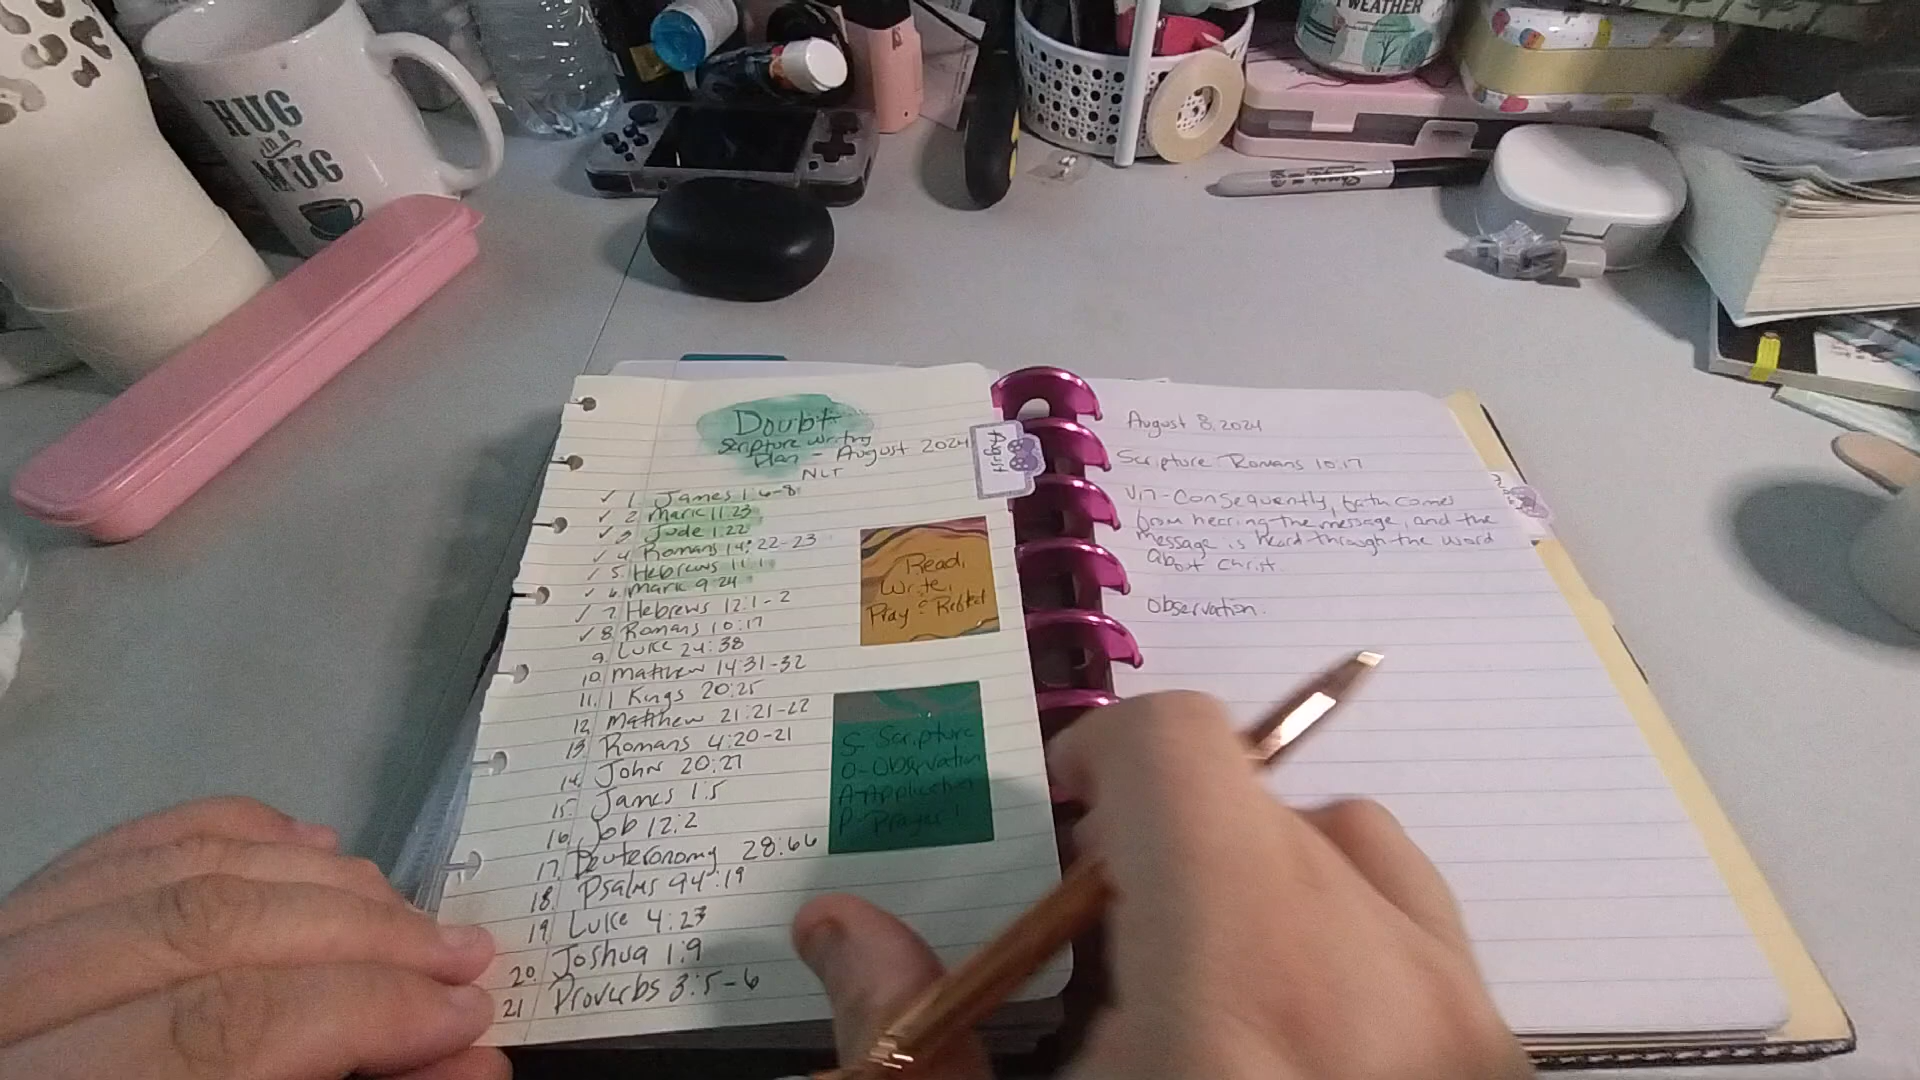 HUG
in a
MUG
WEATHER
Sharpie
Doubt
Scripture writing
Plan - August 2024
NLT
August
✓ 1. James 1:6-8
✓ 2. Mark 11:23
✓ 3. Jude 1:22
✓ 4. Romans 14:22-23
✓ 5. Hebrews 11:1
✓ 6. Mark 9:24
✓ 7. Hebrews 12:1-2
✓ 8. Romans 10:17
9. Luke 24:38
10. Matthew 14:31-32
11. 1 Kings 20:25
12. Matthew 21:21-22
13. Romans 4:20-21
14. John 20:27
15. James 1:5
16. Job 12:2
17. Deuteronomy 28:66
18. Psalms 94:19
19. Luke 4:23
20. Joshua 1:9
21. Proverbs 3:5-6
Read,
Write,
Pray & Reflect
S- Scripture
O- Observation
A- Application
P- Prayer
August 8, 2024
Scripture Romans 10:17
V17- Consequently, faith comes
from hearing the message, and the
message is heard through the word
about Christ.
Observation.